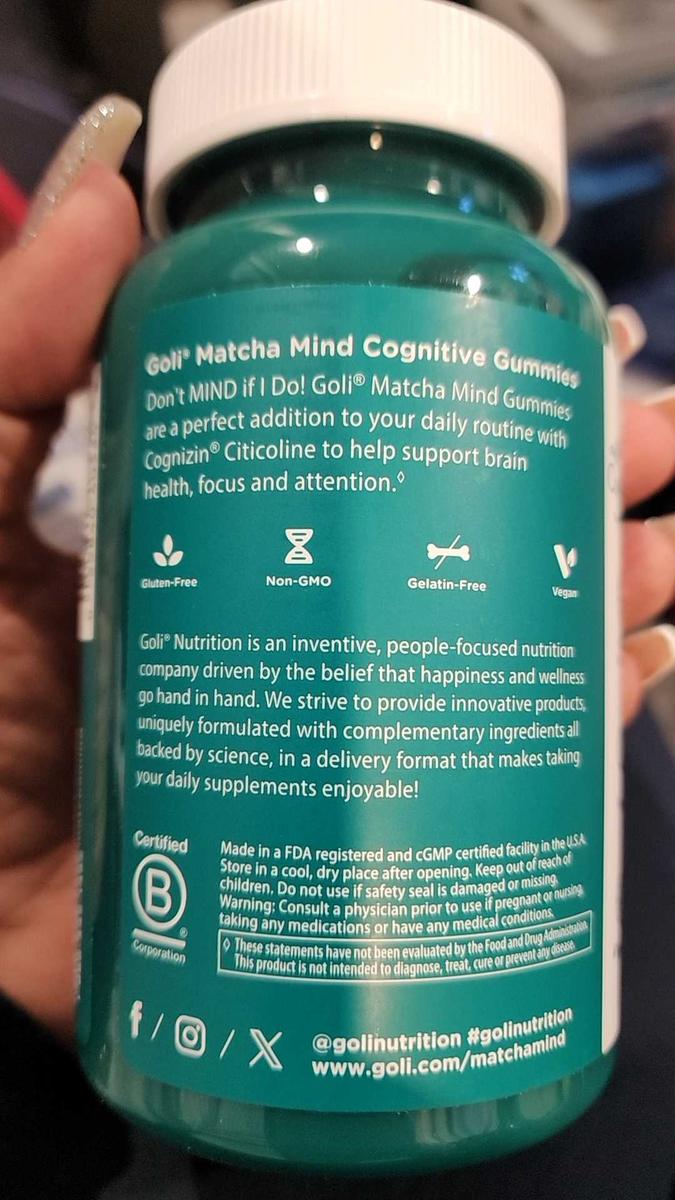 Goli® Matcha Mind Cognitive Gummies
Don't MIND if I Do! Goli® Matcha Mind Gummies
are a perfect addition to your daily routine with
Cognizin® Citicoline to help support brain
health, focus and attention.◊
Gluten-Free Non-GMO Gelatin-Free Vegan
Goli® Nutrition is an inventive, people-focused nutrition
company driven by the belief that happiness and wellness
go hand in hand. We strive to provide innovative products,
uniquely formulated with complementary ingredients all
backed by science, in a delivery format that makes taking
your daily supplements enjoyable!
Certified
B
®
Corporation
Made in a FDA registered and cGMP certified facility in the U.S.A.
Store in a cool, dry place after opening. Keep out of reach of
children. Do not use if safety seal is damaged or missing.
Warning: Consult a physician prior to use if pregnant or nursing,
taking any medications or have any medical conditions.
◊ These statements have not been evaluated by the Food and Drug Administration.
This product is not intended to diagnose, treat, cure or prevent any disease.
f / / X @golinutrition #golinutrition
www.goli.com/matchamind